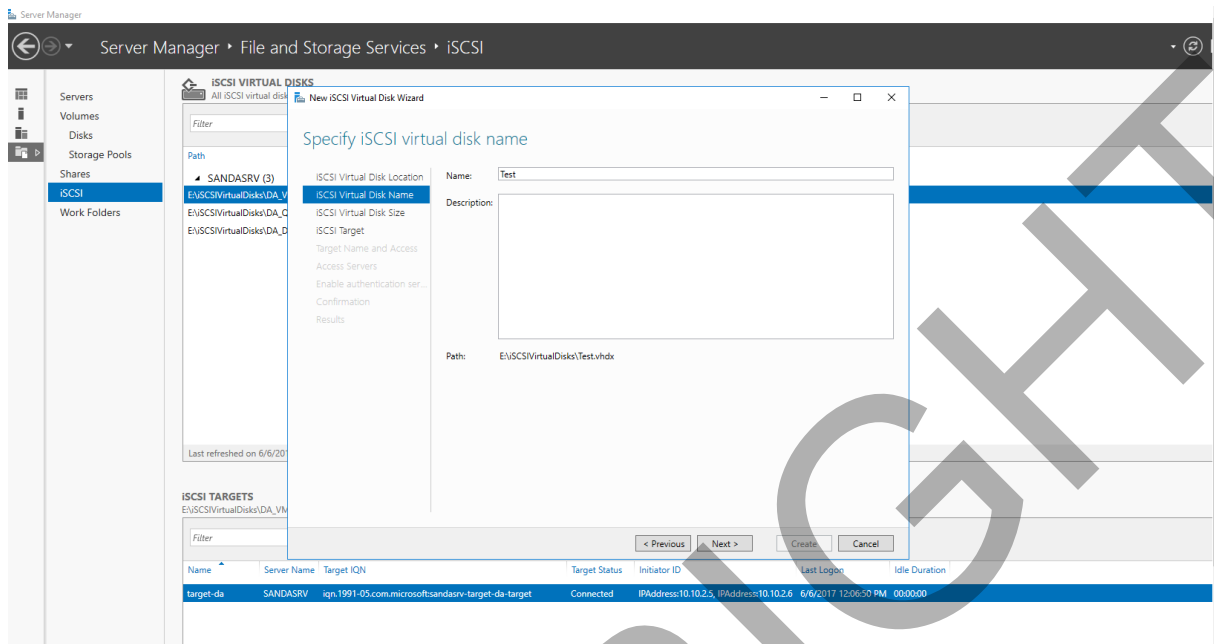 Server Manager
Server Manager • File and Storage Services • iSCSI
Servers
Volumes
Disks
Storage Pools
Shares
iSCSI
Work Folders
iSCSI VIRTUAL DISKS
All iSCSI virtual disk
Filter
Path
SANDASRV (3)
E:\iSCSIVirtualDisks\DA_V
E:\iSCSIVirtualDisks\DA_Q
E:\iSCSIVirtualDisks\DA_D
Last refreshed on 6/6/201
New iSCSI Virtual Disk Wizard
Specify iSCSI virtual disk name
iSCSI Virtual Disk Location
iSCSI Virtual Disk Name
iSCSI Virtual Disk Size
iSCSI Target
Target Name and Access
Access Servers
Enable authentication ser...
Confirmation
Results
Name: Test
Description:
Path: E:\iSCSIVirtualDisks\Test.vhdx
< Previous Next > Create Cancel
iSCSI TARGETS
E:\iSCSIVirtualDisks\DA_VM
Filter
Name Server Name Target IQN Target Status Initiator ID Last Logon Idle Duration
target-da SANDASRV iqn.1991-05.com.microsoft:sandasrv-target-da-target Connected IPAddress:10.10.2.5, IPAddress:10.10.2.6 6/6/2017 12:06:50 PM 00:00:00
IGHT